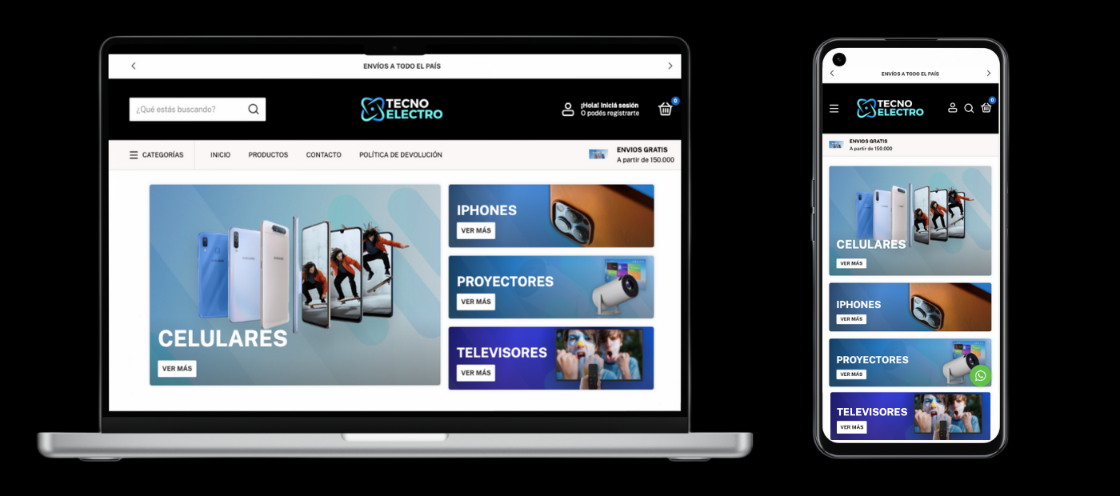 ENVÍOS A TODO EL PAÍS
¿Qué estás buscando?
TECNO
ELECTRO
¡Hola! Iniciá sesión
O podés registrarte
0
CATEGORÍAS
INICIO
PRODUCTOS
CONTACTO
POLÍTICA DE DEVOLUCIÓN
ENVIOS GRATIS
A partir de 150.000
CELULARES
VER MÁS
IPHONES
VER MÁS
PROYECTORES
VER MÁS
TELEVISORES
VER MÁS
ENVÍOS A TODO EL PAÍS
TECNO
ELECTRO
0
ENVIOS GRATIS
A partir de 150.000
CELULARES
VER MÁS
IPHONES
VER MÁS
PROYECTORES
VER MÁS
TELEVISORES
VER MÁS